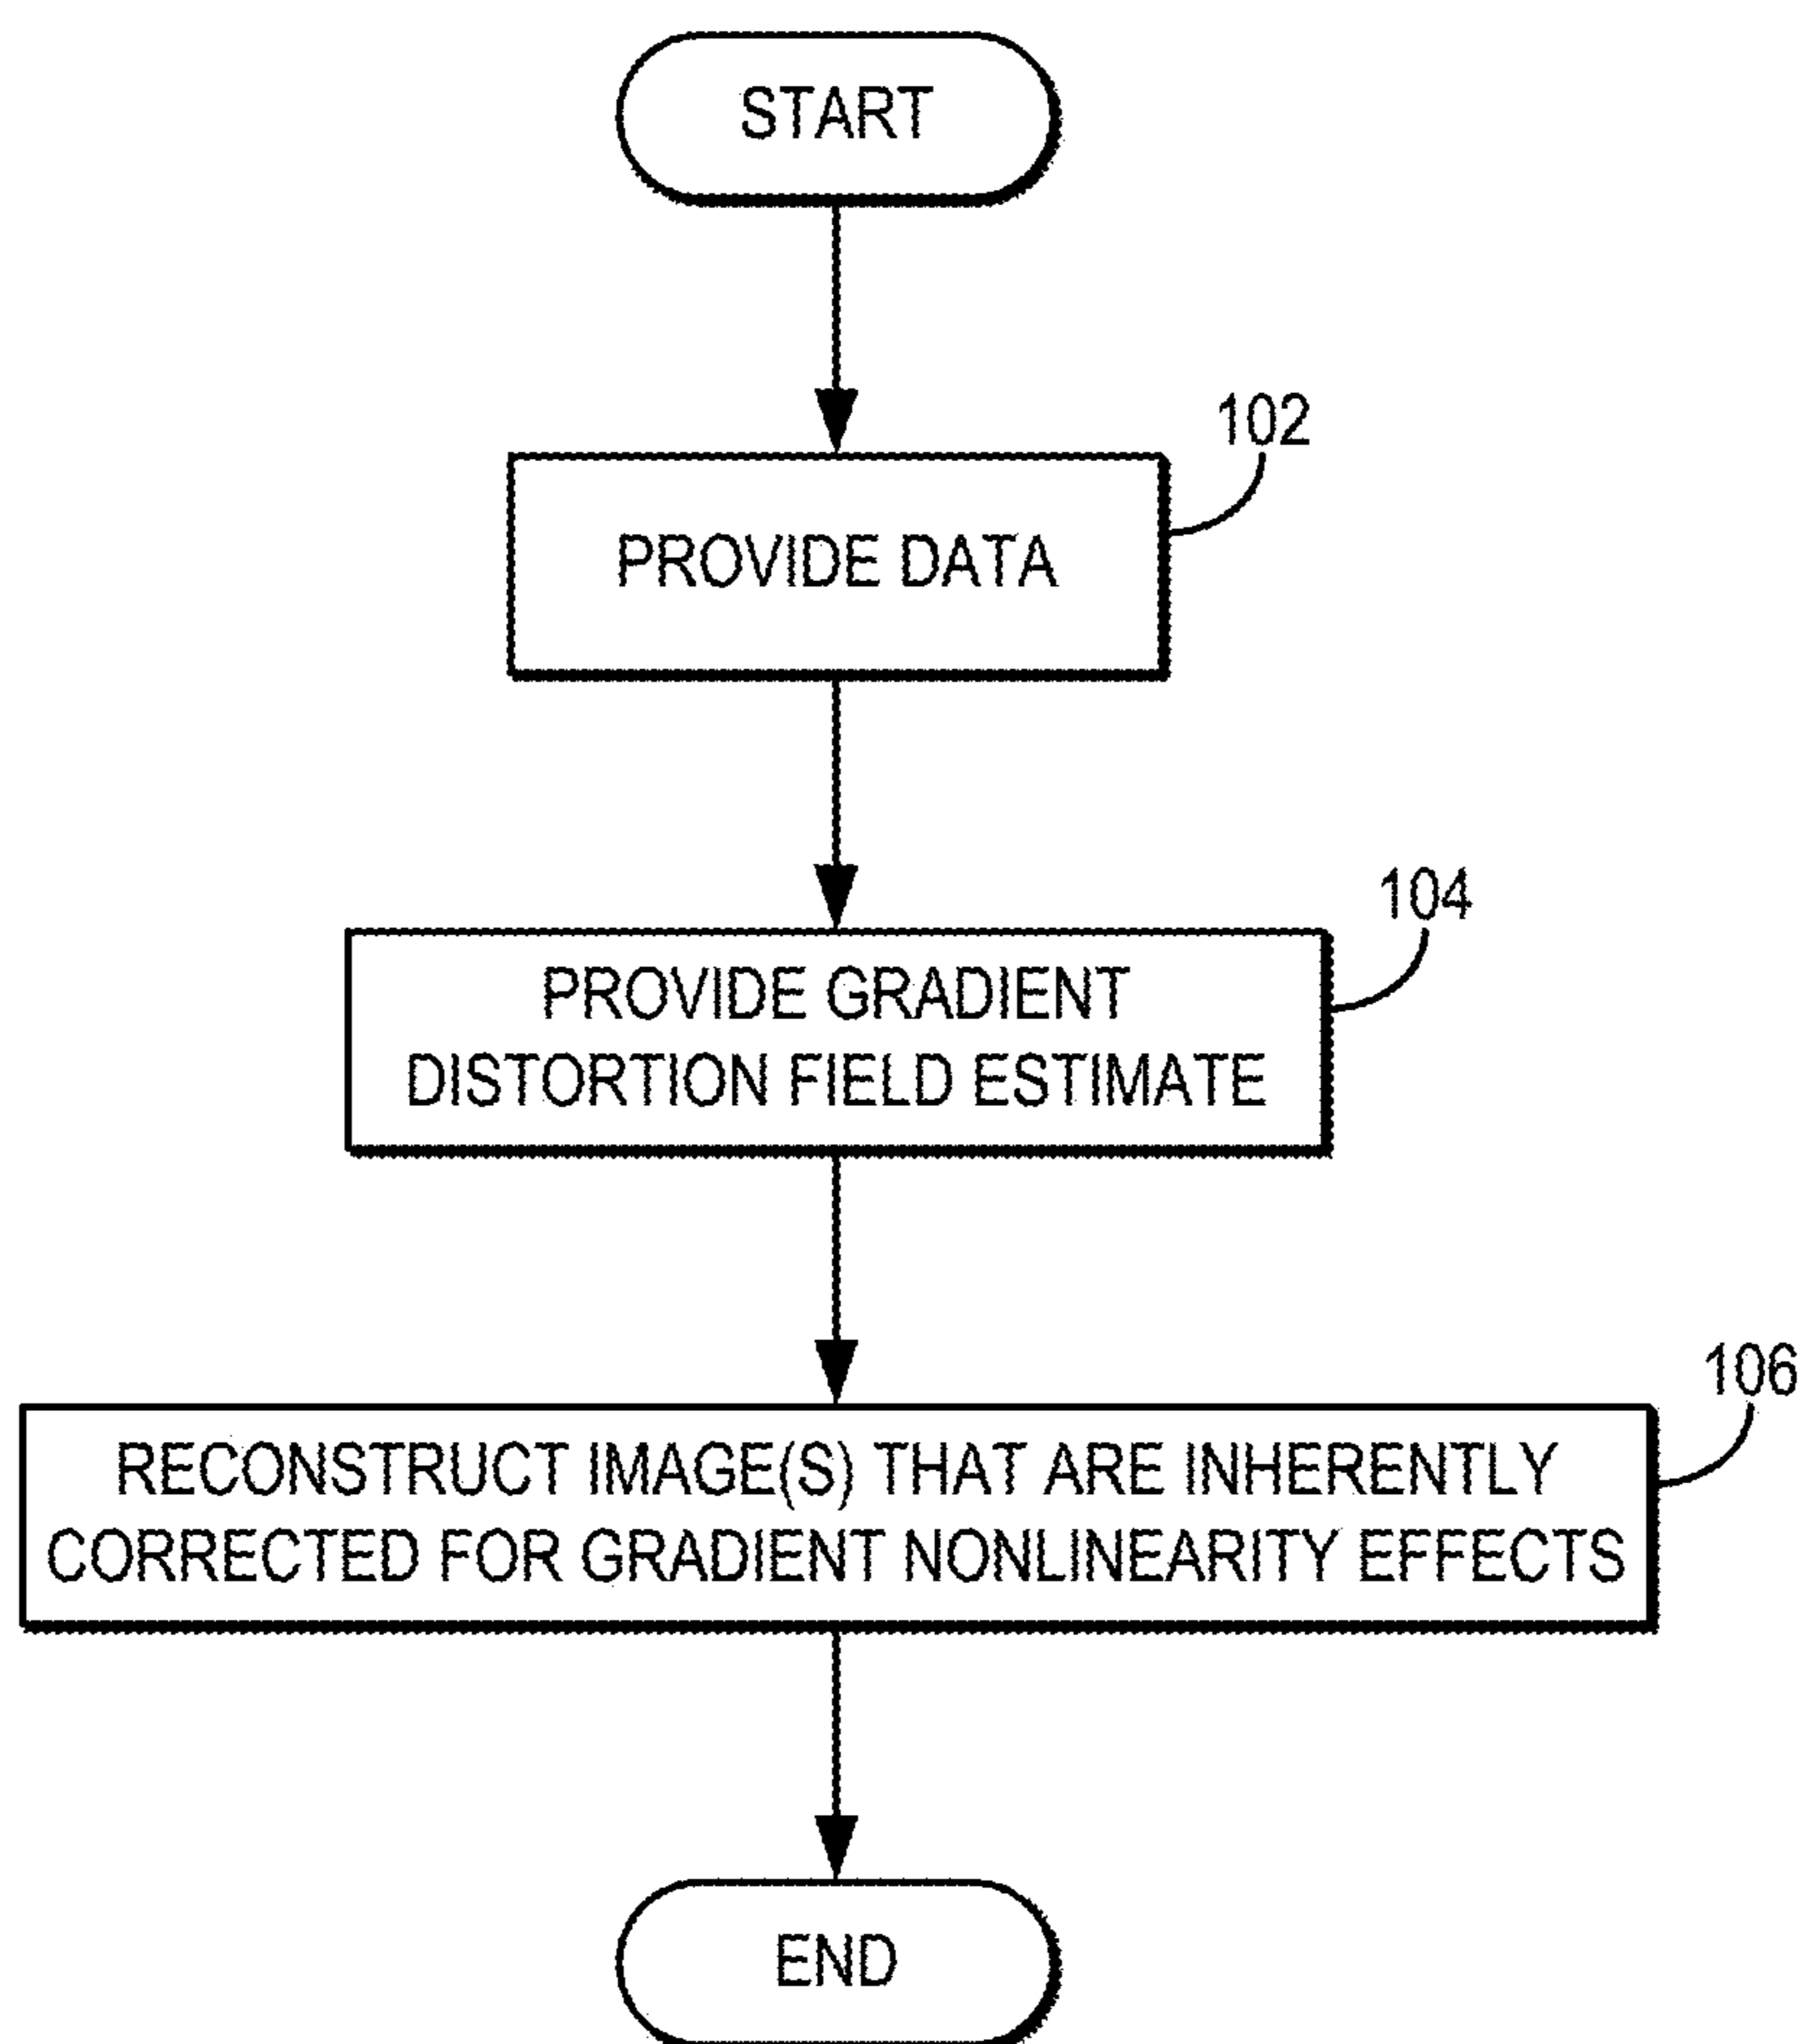 START
102
PROVIDE DATA
104
PROVIDE GRADIENT
DISTORTION FIELD ESTIMATE
106
RECONSTRUCT IMAGE(S) THAT ARE INHERENTLY
CORRECTED FOR GRADIENT NONLINEARITY EFFECTS
END